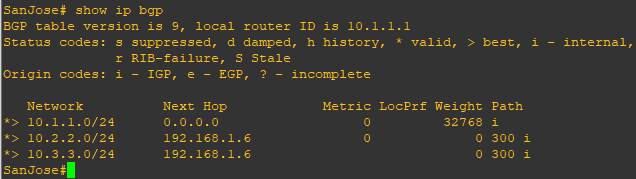 SanJose# show ip bgp
BGP table version is 9, local router ID is 10.1.1.1
Status codes: s suppressed, d damped, h history, * valid, > best, i - internal,
              r RIB-failure, S Stale
Origin codes: i - IGP, e - EGP, ? - incomplete

   Network          Next Hop            Metric LocPrf Weight Path
*> 10.1.1.0/24      0.0.0.0                  0         32768 i
*> 10.2.2.0/24      192.168.1.6              0             0 300 i
*> 10.3.3.0/24      192.168.1.6                            0 300 i
SanJose#